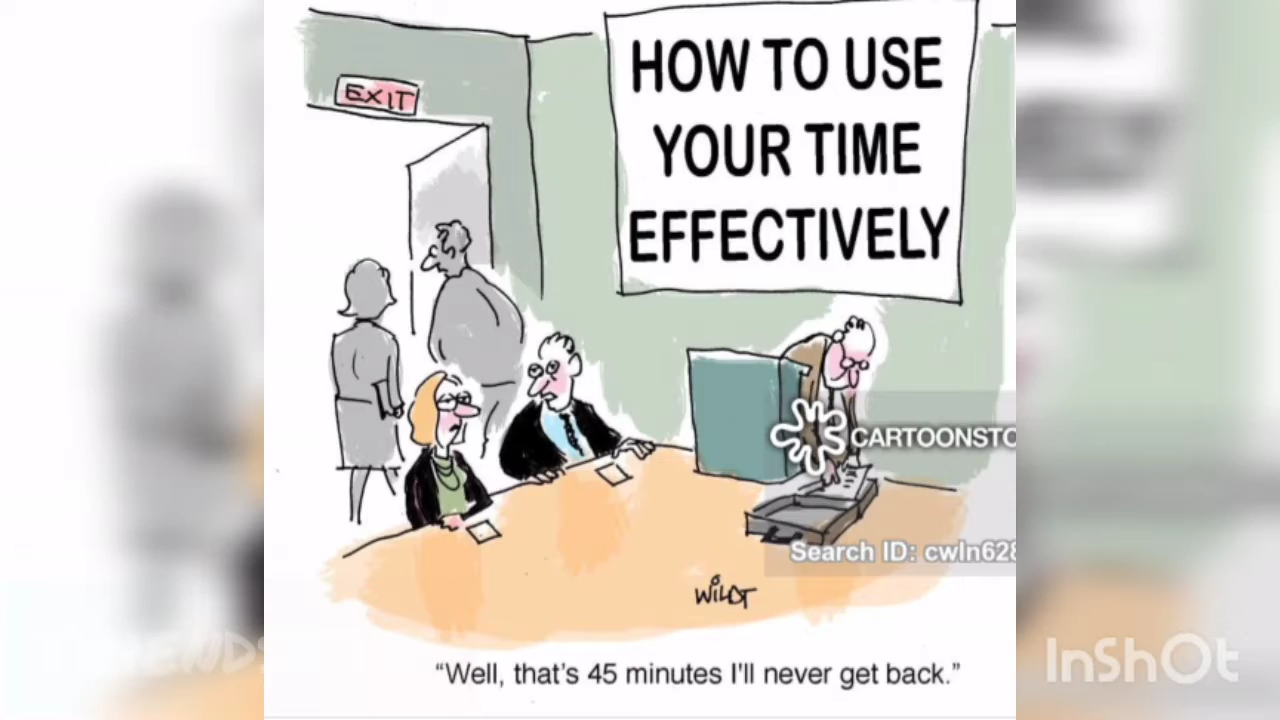 HOW TO USE
YOUR TIME
EFFECTIVELY
EXIT
CARTOONSTO
Search ID: cwln628
WILDT
“Well, that’s 45 minutes I’ll never get back.”
InShOt